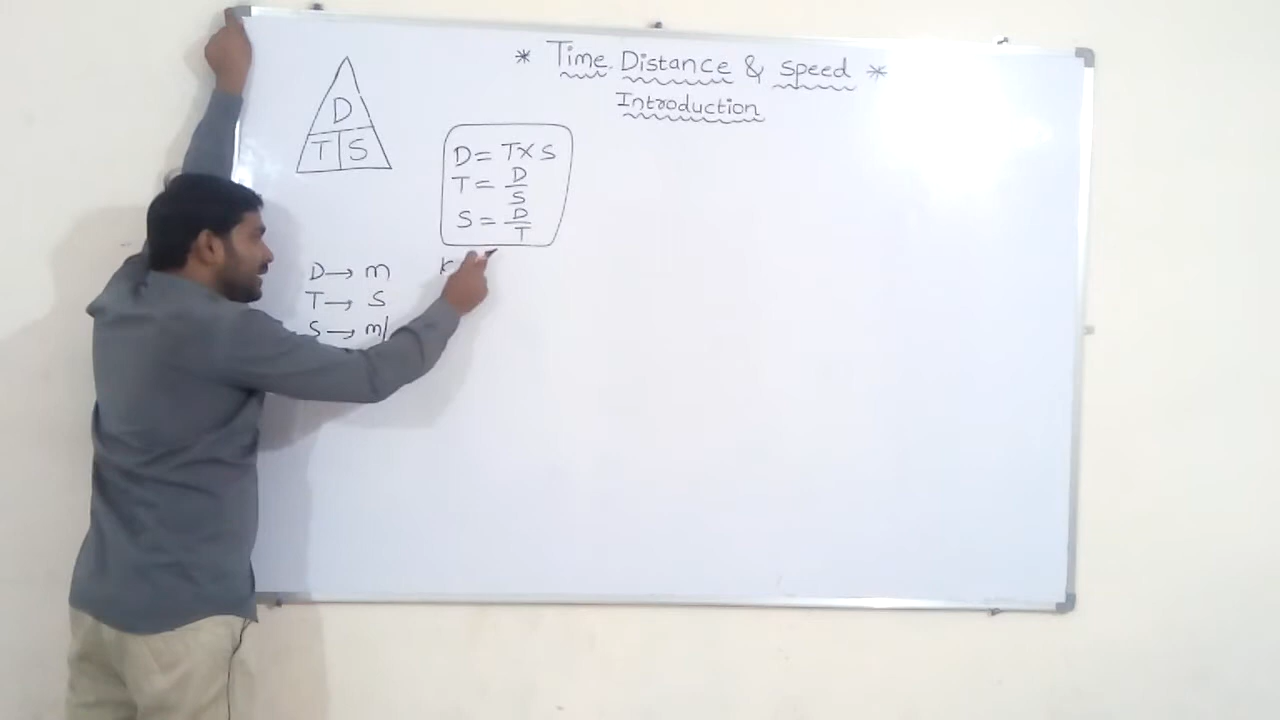 * Time Distance & Speed *
Introduction
D
T S
D = T X S
T = D/S
S = D/T
D → m
T → S
S → m/
K